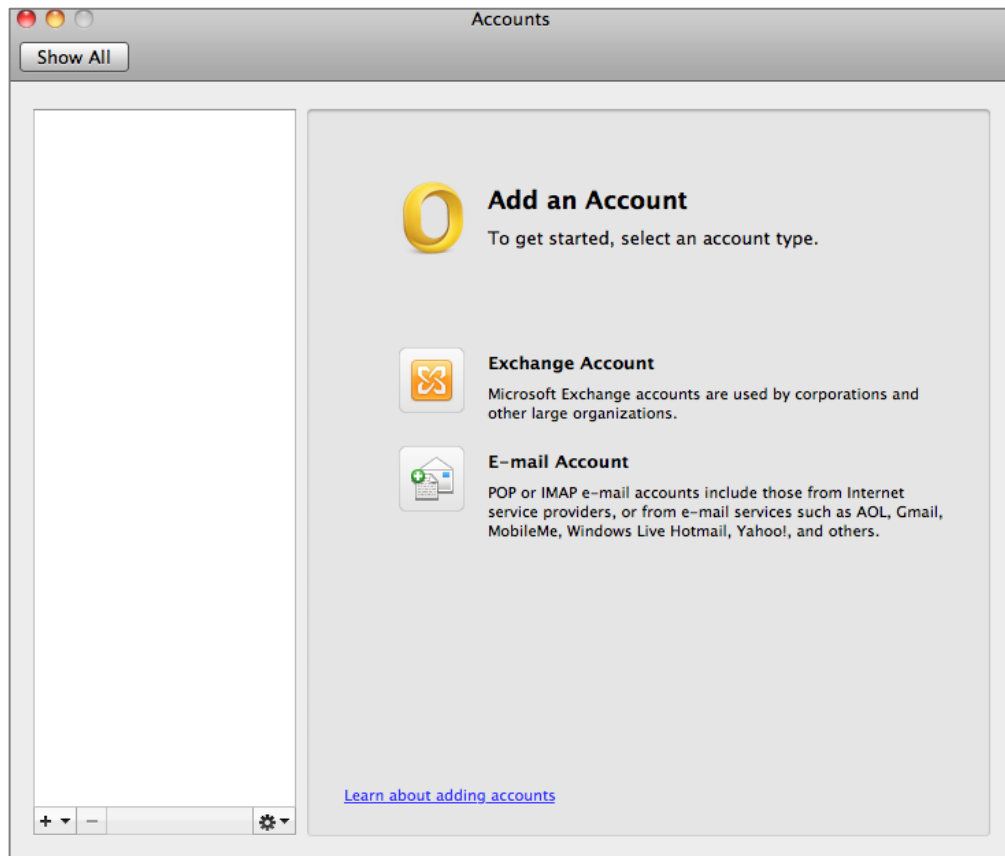 Accounts
Show All
Add an Account
To get started, select an account type.
Exchange Account
Microsoft Exchange accounts are used by corporations and
other large organizations.
E-mail Account
POP or IMAP e-mail accounts include those from Internet
service providers, or from e-mail services such as AOL, Gmail,
MobileMe, Windows Live Hotmail, Yahoo!, and others.
Learn about adding accounts